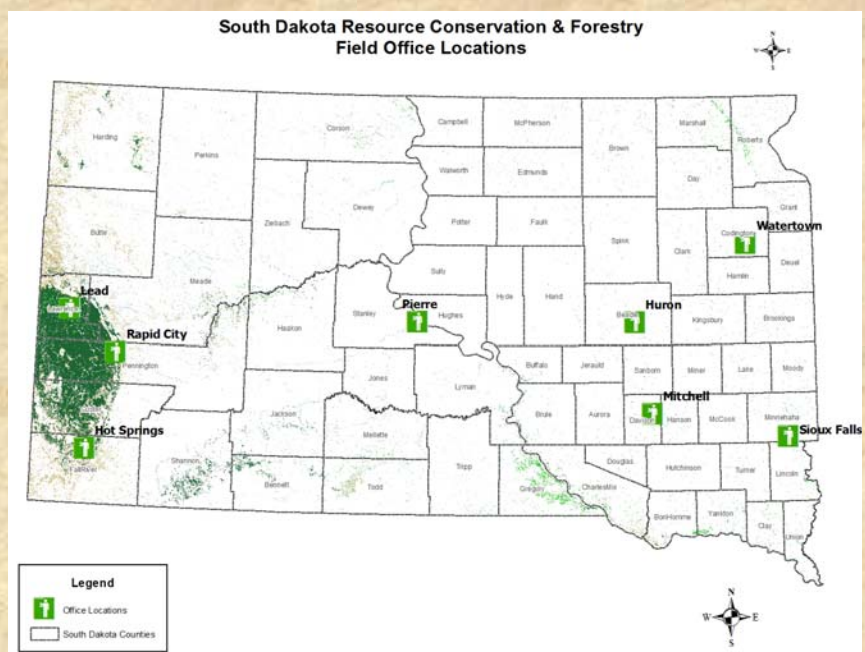 South Dakota Resource Conservation & Forestry
Field Office Locations
N
E
S
Harding
Perkins
Corson
Campbell
McPherson
Brown
Marshall
Roberts
Walworth
Edmunds
Day
Butte
Ziebach
Dewey
Potter
Faulk
Spink
Clark
Codington
Grant
Watertown
Meade
Sully
Hamlin
Deuel
Lead
Lawrence
Pierre
Stanley
Hughes
Hyde
Hand
Huron
Beadle
Kingsbury
Brookings
Rapid City
Pennington
Haakon
Jones
Lyman
Buffalo
Jerauld
Sanborn
Miner
Lake
Moody
Hot Springs
Jackson
Mellette
Brule
Aurora
Mitchell
Davison
Hanson
McCook
Minnehaha
Sioux Falls
Fall River
Shannon
Bennett
Todd
Tripp
Gregory
CharlesMix
Douglas
Hutchinson
Turner
Lincoln
BonHomme
Yankton
Clay
Union
Legend
Office Locations
South Dakota Counties
N
W
E
S